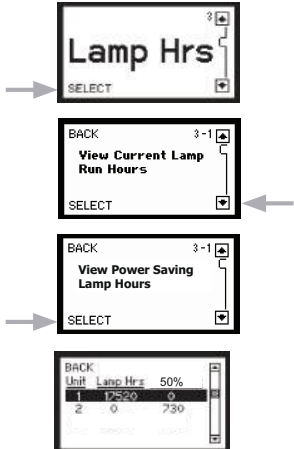 3
Lamp Hrs
SELECT
BACK 3-1
View Current Lamp
Run Hours
SELECT
BACK 3-1
View Power Saving
Lamp Hours
SELECT
BACK
Unit Lamp Hrs 50%
1 17520 0
2 0 730